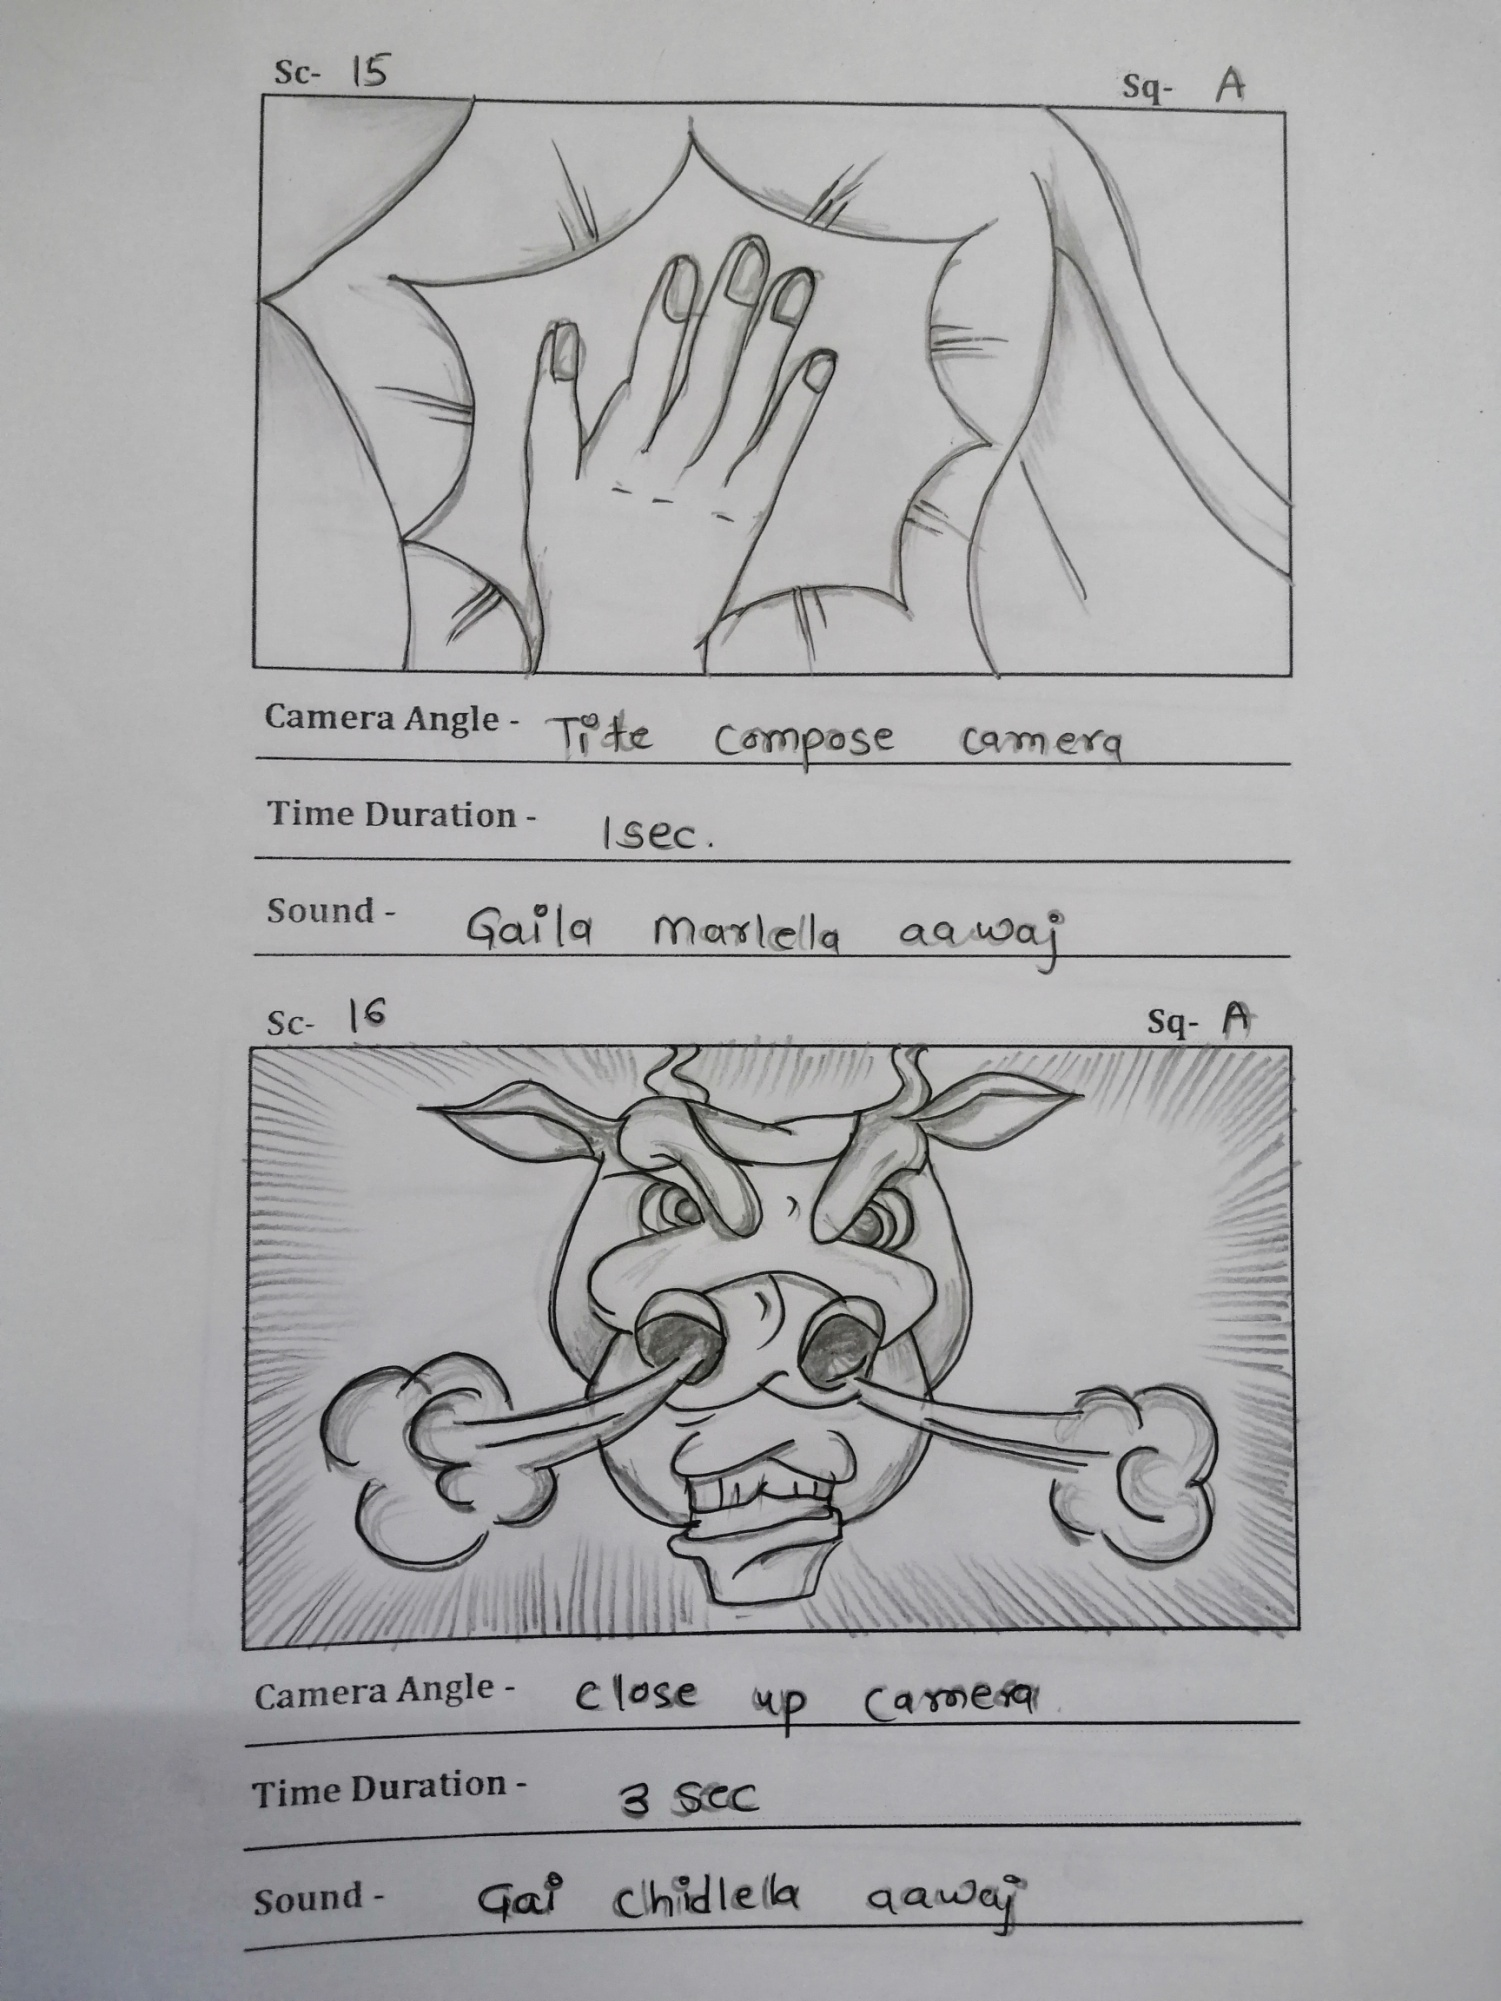 Sc- 15
Sq- A
Camera Angle - Tite compose camera
Time Duration - 1sec.
Sound - Gaila marlella aawaj
Sc- 16
Sq- A
Camera Angle - close up camera
Time Duration - 3 sec
Sound - Gai chidlella aawaj